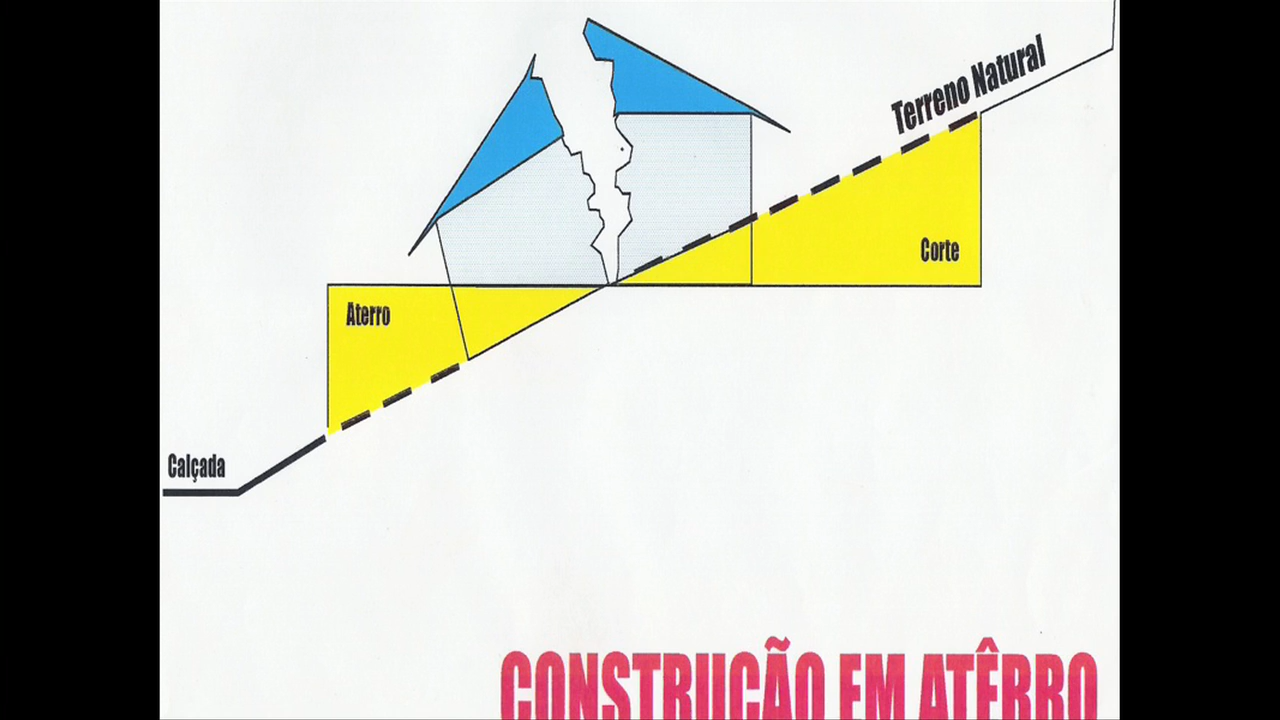 Terreno Natural
Corte
Aterro
Calçada
CONSTRUÇÃO EM ATÊRRO